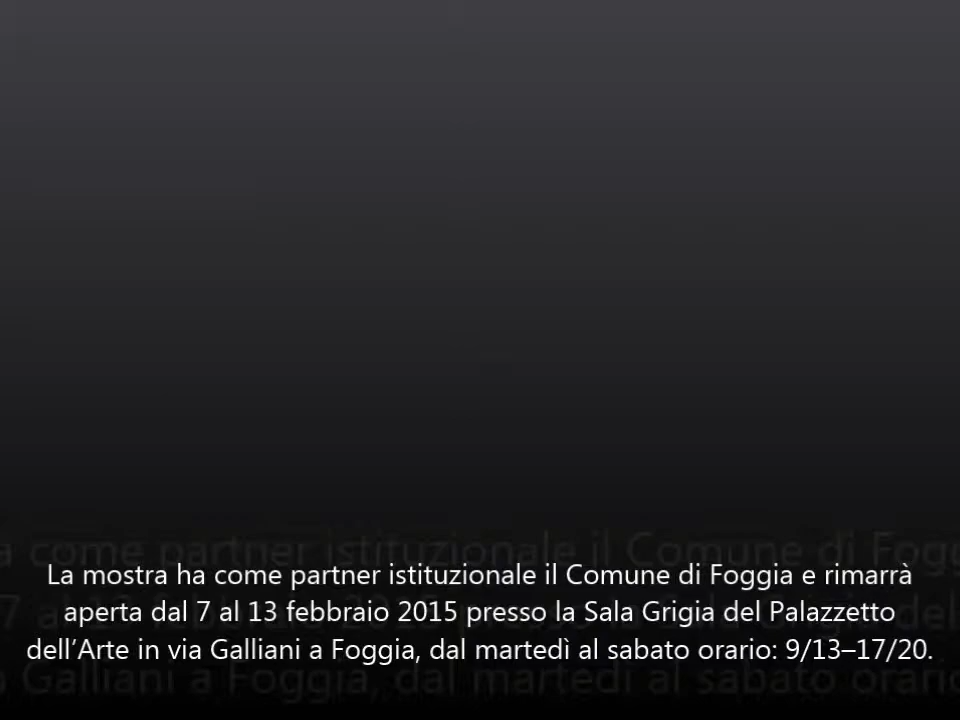 La mostra ha come partner istituzionale il Comune di Foggia e rimarrà
aperta dal 7 al 13 febbraio 2015 presso la Sala Grigia del Palazzetto
dell’Arte in via Galliani a Foggia, dal martedì al sabato orario: 9/13–17/20.